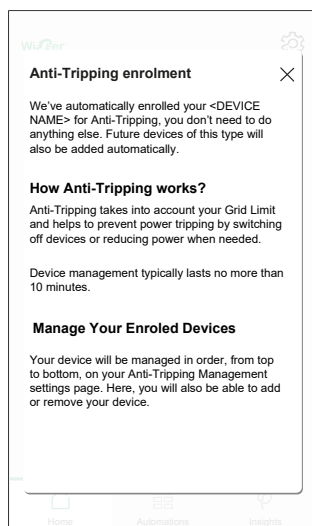 Anti-Tripping enrolment
We've automatically enrolled your <DEVICE
NAME> for Anti-Tripping, you don't need to do
anything else. Future devices of this type will
also be added automatically.
How Anti-Tripping works?
Anti-Tripping takes into account your Grid Limit
and helps to prevent power tripping by switching
off devices or reducing power when needed.
Device management typically lasts no more than
10 minutes.
Manage Your Enroled Devices
Your device will be managed in order, from top
to bottom, on your Anti-Tripping Management
settings page. Here, you will also be able to add
or remove your device.
Home Automations Insights